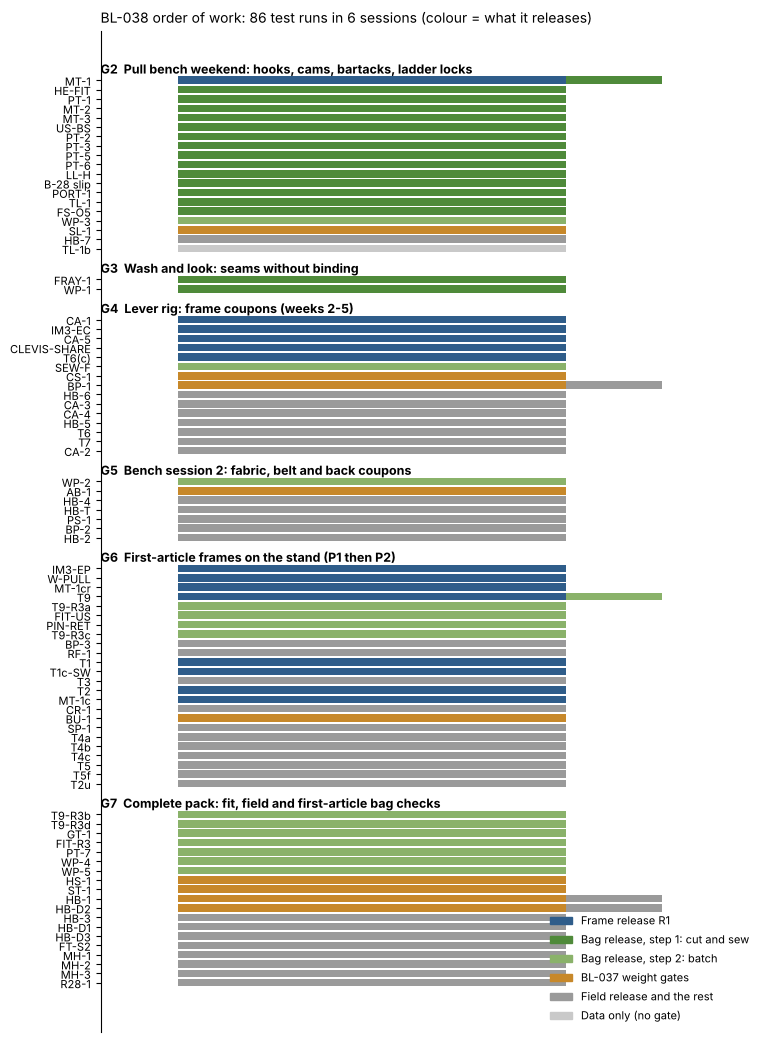 BL-038 order of work: 86 test runs in 6 sessions (colour = what it releases)
G2 Pull bench weekend: hooks, cams, bartacks, ladder locks
MT-1
HE-FIT
PT-1
MT-2
MT-3
US-BS
PT-2
PT-3
PT-5
PT-6
LL-H
B-28 slip
PORT-1
TL-1
FS-O5
WP-3
SL-1
HB-7
TL-1b
G3 Wash and look: seams without binding
FRAY-1
WP-1
G4 Lever rig: frame coupons (weeks 2-5)
CA-1
IM3-EC
CA-5
CLEVIS-SHARE
T6(c)
SEW-F
CS-1
BP-1
HB-6
CA-3
CA-4
HB-5
T6
T7
CA-2
G5 Bench session 2: fabric, belt and back coupons
WP-2
AB-1
HB-4
HB-T
PS-1
BP-2
HB-2
G6 First-article frames on the stand (P1 then P2)
IM3-EP
W-PULL
MT-1cr
T9
T9-R3a
FIT-US
PIN-RET
T9-R3c
BP-3
RF-1
T1
T1c-SW
T3
T2
MT-1c
CR-1
BU-1
SP-1
T4a
T4b
T4c
T5
T5f
T2u
G7 Complete pack: fit, field and first-article bag checks
T9-R3b
T9-R3d
GT-1
FIT-R3
PT-7
WP-4
WP-5
HS-1
ST-1
HB-1
HB-D2
HB-3
HB-D1
HB-D3
FT-S2
MH-1
MH-2
MH-3
R28-1
Frame release R1
Bag release, step 1: cut and sew
Bag release, step 2: batch
BL-037 weight gates
Field release and the rest
Data only (no gate)